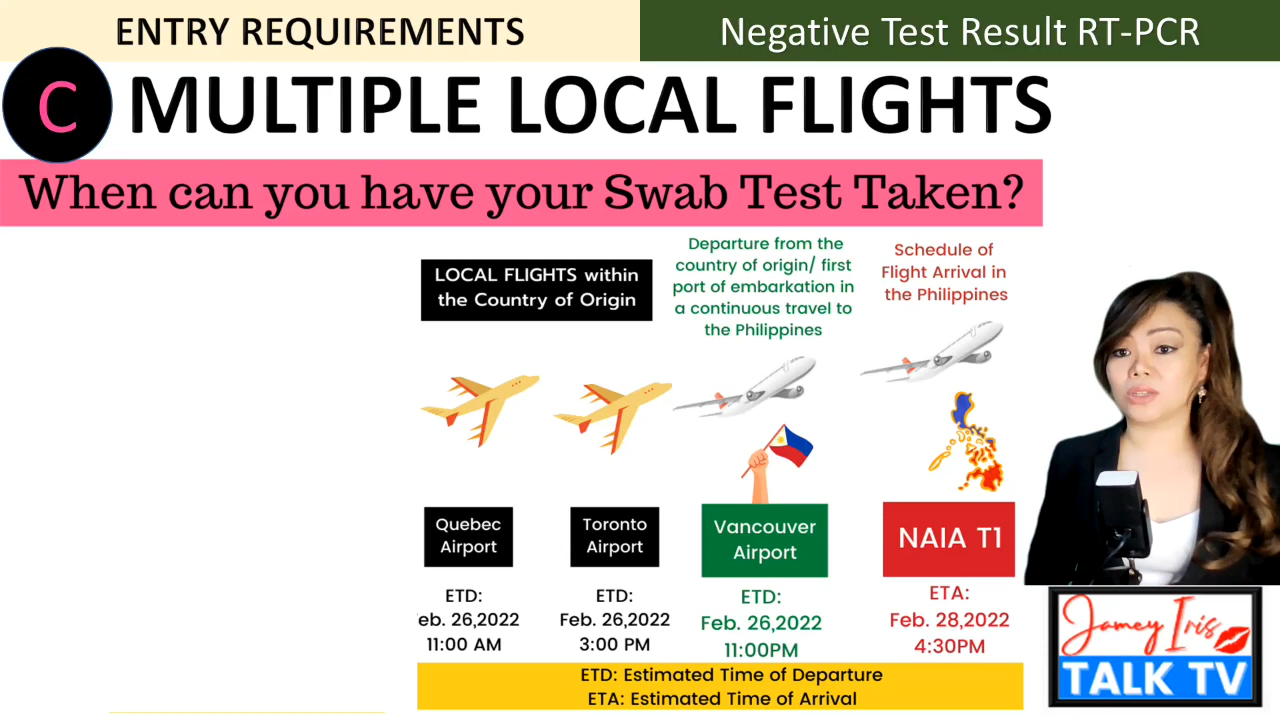 ENTRY REQUIREMENTS
Negative Test Result RT-PCR
C
MULTIPLE LOCAL FLIGHTS
When can you have your Swab Test Taken?
LOCAL FLIGHTS within
the Country of Origin
Departure from the
country of origin/ first
port of embarkation in
a continuous travel to
the Philippines
Schedule of
Flight Arrival in
the Philippines
Quebec
Airport
ETD:
eb. 26,2022
11:00 AM
Toronto
Airport
ETD:
Feb. 26,2022
3:00 PM
Vancouver
Airport
ETD:
Feb. 26,2022
11:00PM
NAIA T1
ETA:
Feb. 28,2022
4:30PM
ETD: Estimated Time of Departure
ETA: Estimated Time of Arrival
Jamey Iris
TALK TV